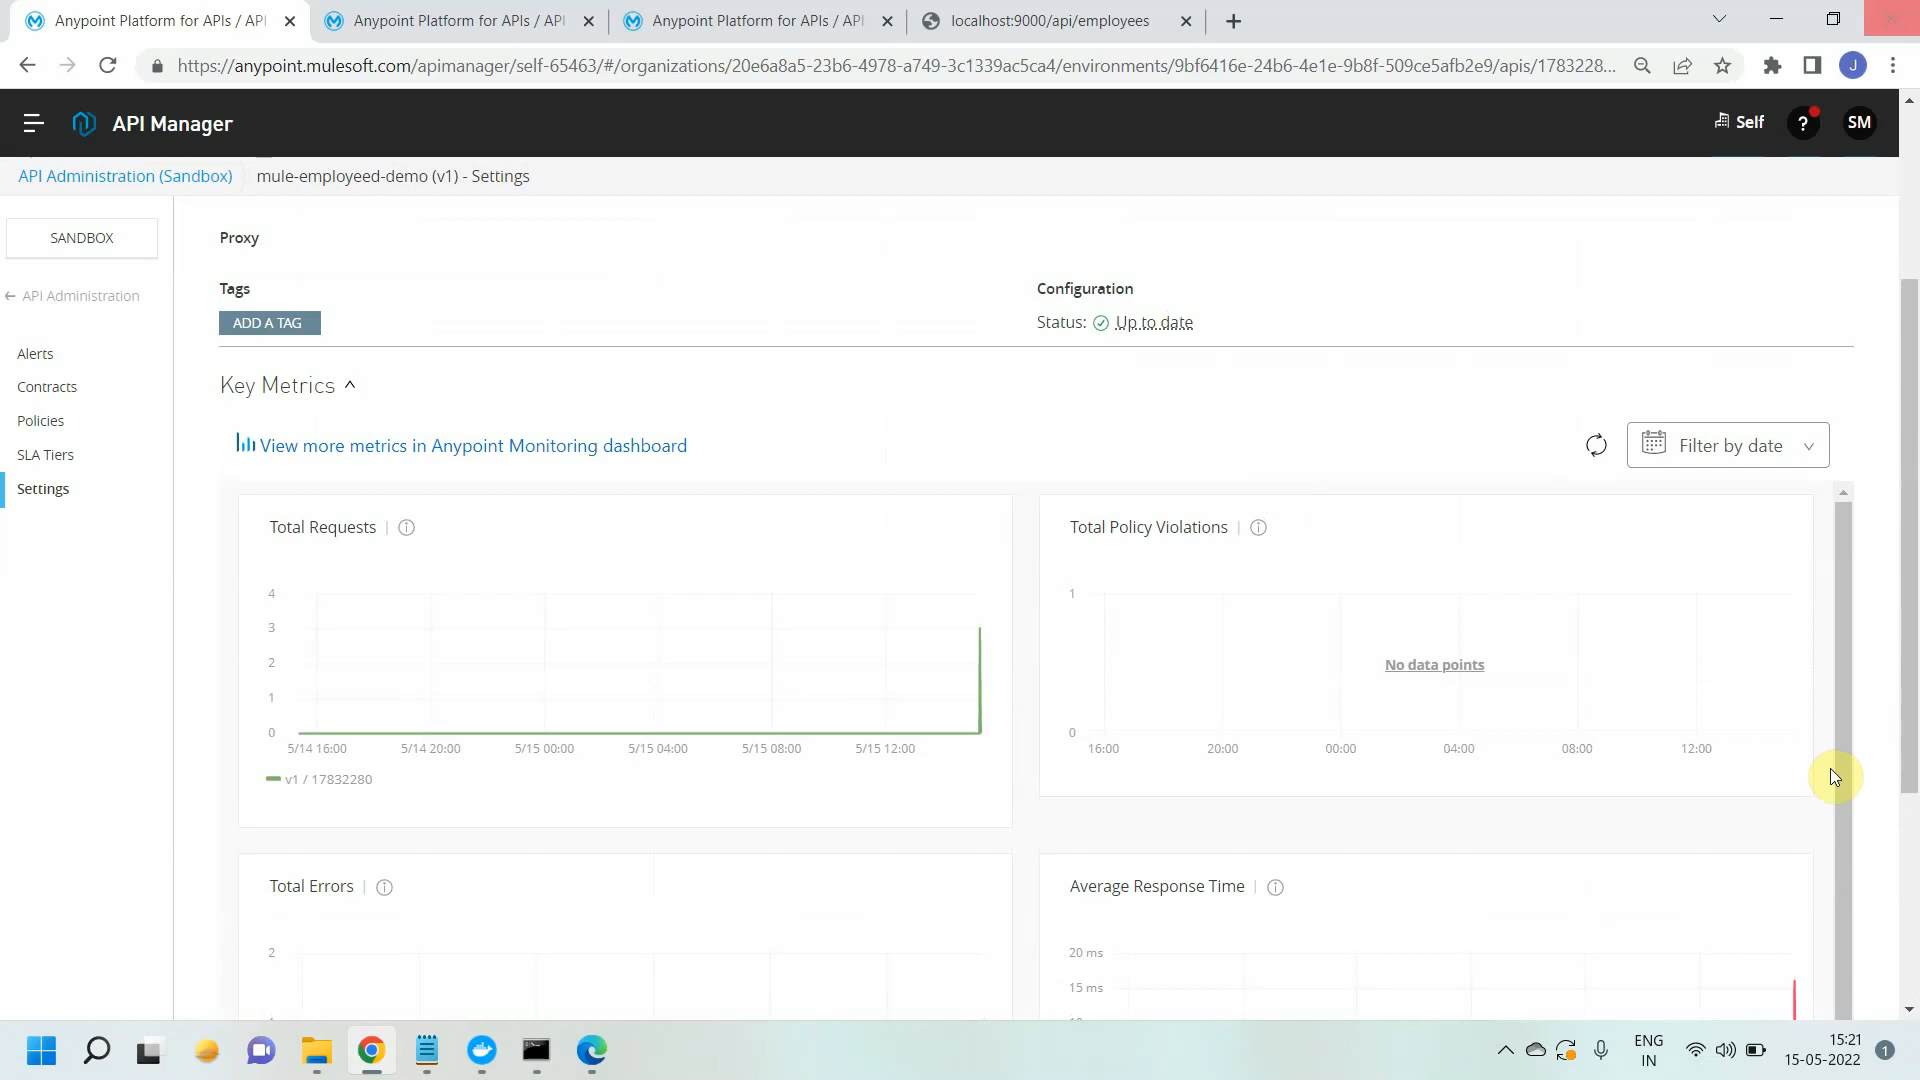 Anypoint Platform for APIs / API
Anypoint Platform for APIs / API
Anypoint Platform for APIs / API
localhost:9000/api/employees
https://anypoint.mulesoft.com/apimanager/self-65463/#/organizations/20e6a8a5-23b6-4978-a749-3c1339ac5ca4/environments/9bf6416e-24b6-4e1e-9b8f-509ce5afb2e9/apis/1783228...
J
API Manager
Self
?
SM
API Administration (Sandbox)
mule-employeed-demo (v1) - Settings
SANDBOX
API Administration
Alerts
Contracts
Policies
SLA Tiers
Settings
Proxy
Tags
ADD A TAG
Configuration
Status: Up to date
Key Metrics
View more metrics in Anypoint Monitoring dashboard
Filter by date
Total Requests
4
3
2
1
0
5/14 16:00 5/14 20:00 5/15 00:00 5/15 04:00 5/15 08:00 5/15 12:00
v1 / 17832280
Total Policy Violations
1
No data points
0
16:00 20:00 00:00 04:00 08:00 12:00
Total Errors
2
Average Response Time
20 ms
15 ms
ENG
IN
15:21
15-05-2022
1